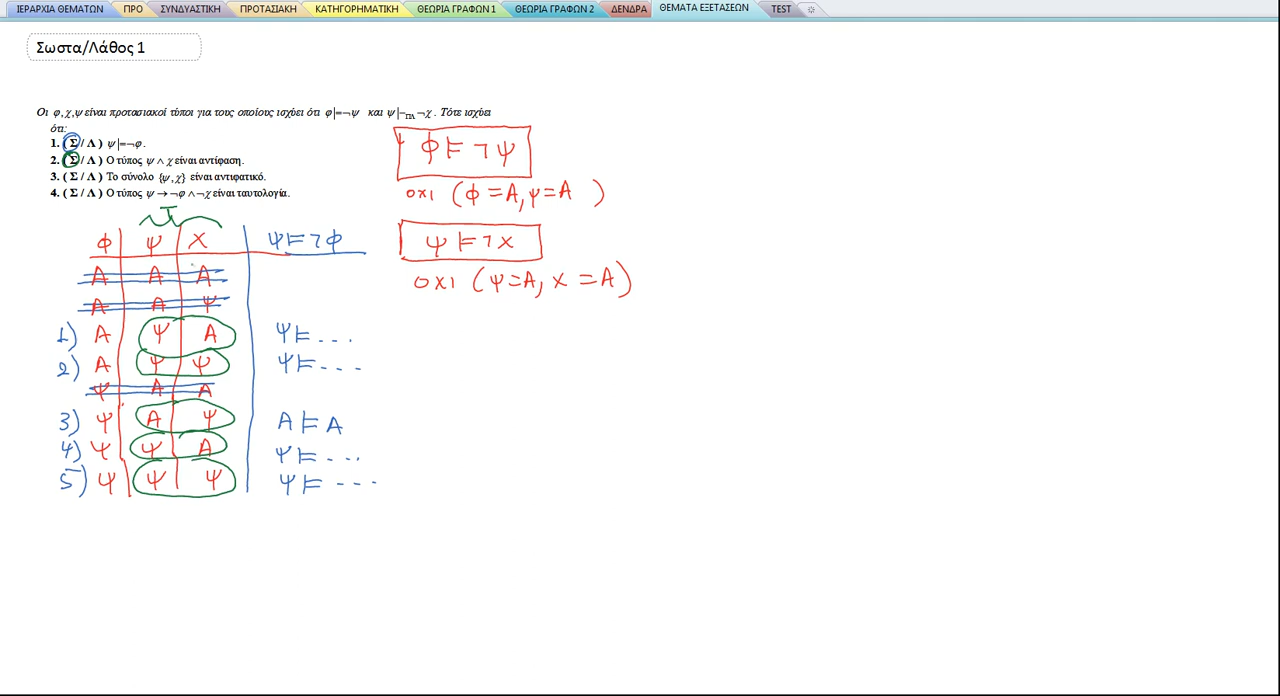 ΙΕΡΑΡΧΙΑ ΘΕΜΑΤΩΝ ΠΡΟ ΣΥΝΔΥΑΣΤΙΚΗ ΠΡΟΤΑΣΙΑΚΗ ΚΑΤΗΓΟΡΗΜΑΤΙΚΗ ΘΕΩΡΙΑ ΓΡΑΦΩΝ 1 ΘΕΩΡΙΑ ΓΡΑΦΩΝ 2 ΔΕΝΔΡΑ ΘΕΜΑΤΑ ΕΞΕΤΑΣΕΩΝ TEST
Σωστα/Λάθος 1
Οι φ,χ,ψ είναι προτασιακοί τύποι για τους οποίους ισχύει ότι φ|=¬ψ και ψ|−ΠΛ ¬χ . Τότε ισχύει
ότι:
1. ( Σ / Λ ) ψ|=¬φ.
2. ( Σ / Λ ) Ο τύπος ψ ∧ χ είναι αντίφαση.
3. ( Σ / Λ ) Το σύνολο {ψ,χ} είναι αντιφατικό.
4. ( Σ / Λ ) Ο τύπος ψ → ¬φ ∧ ¬χ είναι ταυτολογία.
φ ⊨ ¬ψ
οχι (φ=Α, ψ=Α )
ψ ⊨ ¬χ
οχι (ψ=Α, χ =Α)
φ ψ χ ψ⊨¬φ
Α Α Α
Α Α Ψ
1) Α Ψ Α Ψ⊨ ...
2) Α Ψ Ψ Ψ⊨ ...
Ψ Α Α
3) Ψ Α Ψ Α ⊨ Α
4) Ψ Ψ Α Ψ⊨ ...
5) Ψ Ψ Ψ Ψ⊨ ...